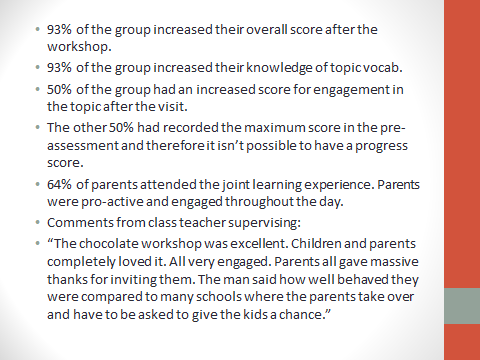 • 93% of the group increased their overall score after the
workshop.
• 93% of the group increased their knowledge of topic vocab.
• 50% of the group had an increased score for engagement in
the topic after the visit.
• The other 50% had recorded the maximum score in the pre-
assessment and therefore it isn't possible to have a progress
score.
• 64% of parents attended the joint learning experience. Parents
were pro-active and engaged throughout the day.
• Comments from class teacher supervising:
• “The chocolate workshop was excellent. Children and parents
completely loved it. All very engaged. Parents all gave massive
thanks for inviting them. The man said how well behaved they
were compared to many schools where the parents take over
and have to be asked to give the kids a chance.”